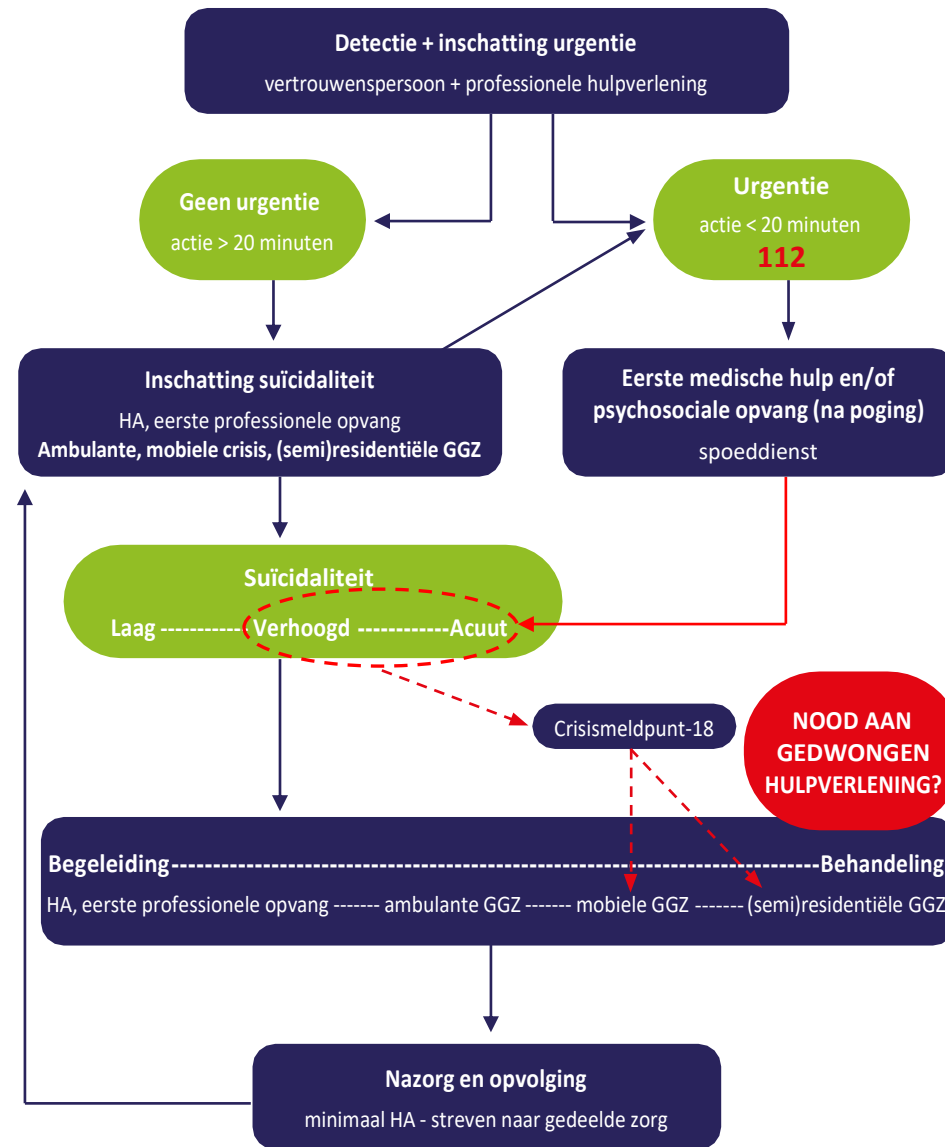 Detectie + inschatting urgentie
vertrouwenspersoon + professionele hulpverlening
Geen urgentie
actie > 20 minuten
Urgentie
actie < 20 minuten
112
Inschatting suïcidaliteit
HA, eerste professionele opvang
Ambulante, mobiele crisis, (semi)residentiële GGZ
Eerste medische hulp en/of
psychosociale opvang (na poging)
spoeddienst
Suïcidaliteit
Laag ----------- Verhoogd ------------Acuut
Crisismeldpunt-18
NOOD AAN
GEDWONGEN
HULPVERLENING?
Begeleiding-----------------------------------------------------------------------------------Behandeling
HA, eerste professionele opvang ------- ambulante GGZ ------- mobiele GGZ ------- (semi)residentiële GGZ
Nazorg en opvolging
minimaal HA - streven naar gedeelde zorg